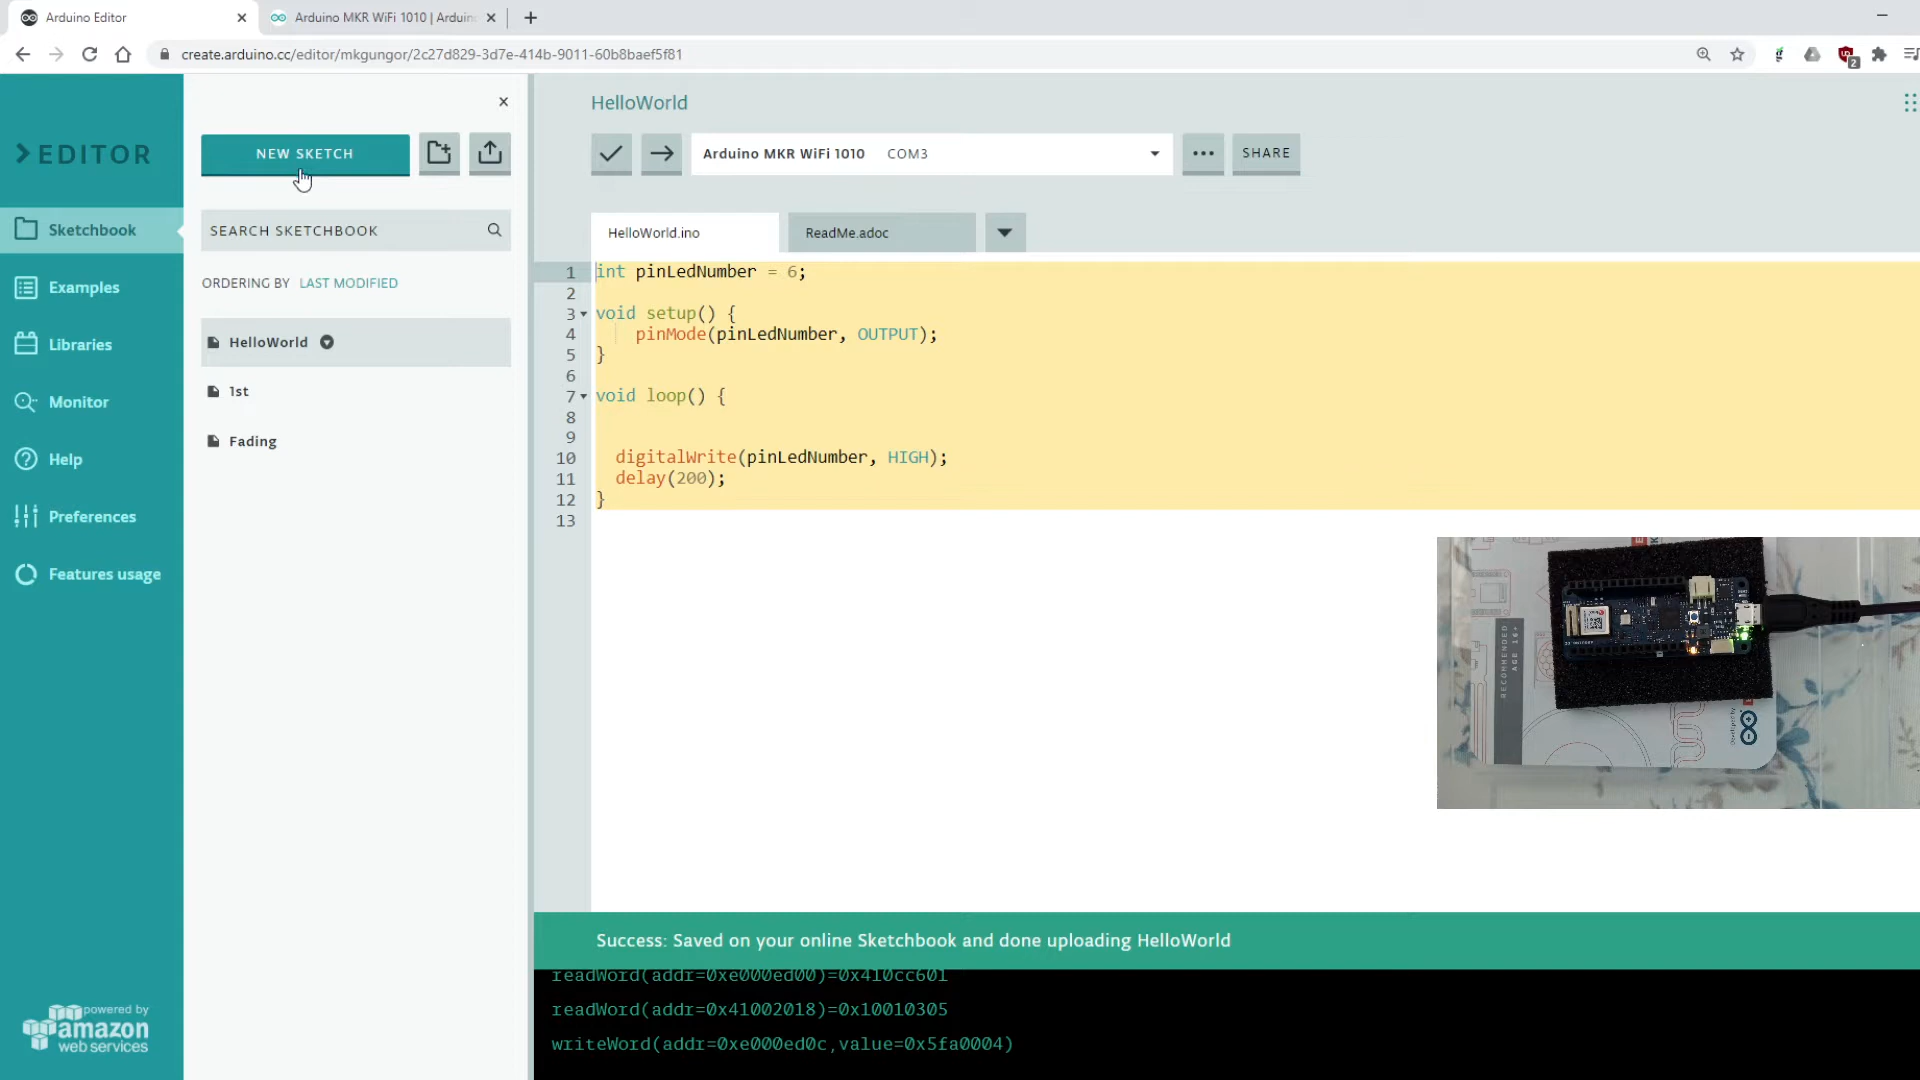 Arduino Editor
Arduino MKR WiFi 1010 | Arduin
create.arduino.cc/editor/mkgungor/2c27d829-3d7e-414b-9011-60b8baef5f81
2
EDITOR
Sketchbook
Examples
Libraries
Monitor
Help
Preferences
Features usage
powered by
amazon
web services
NEW SKETCH
SEARCH SKETCHBOOK
ORDERING BY LAST MODIFIED
HelloWorld
1st
Fading
HelloWorld
Arduino MKR WiFi 1010 COM3
SHARE
HelloWorld.ino
ReadMe.adoc
1 int pinLedNumber = 6;
2
3 void setup() {
4 pinMode(pinLedNumber, OUTPUT);
5 }
6
7 void loop() {
8
9
10 digitalWrite(pinLedNumber, HIGH);
11 delay(200);
12 }
13
RECOMMENDED
AGE 14+
Success: Saved on your online Sketchbook and done uploading HelloWorld
readWord(addr=0xe000ed00)=0x410cc601
readWord(addr=0x41002018)=0x10010305
writeWord(addr=0xe000ed0c,value=0x5fa0004)